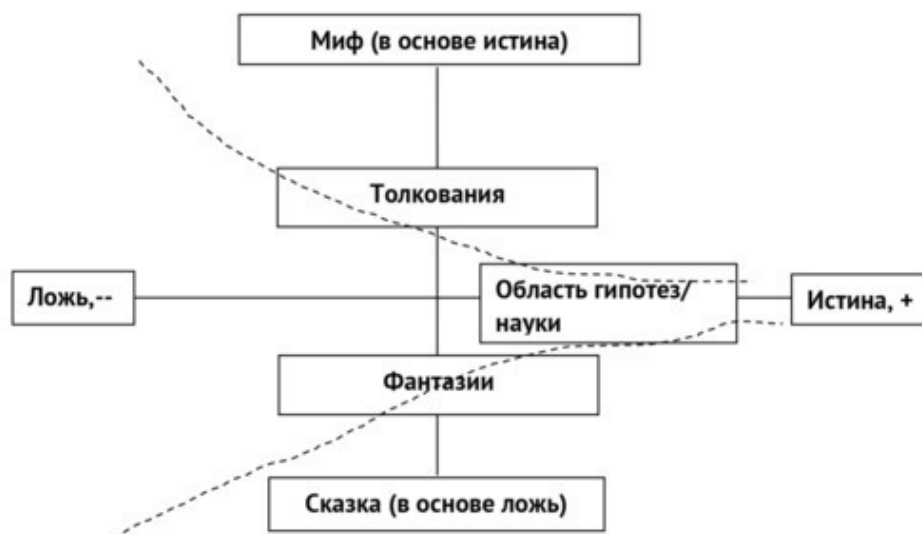 Миф (в основе истина)
Толкования
Ложь,--
Область гипотез/
науки
Истина, +
Фантазии
Сказка (в основе ложь)